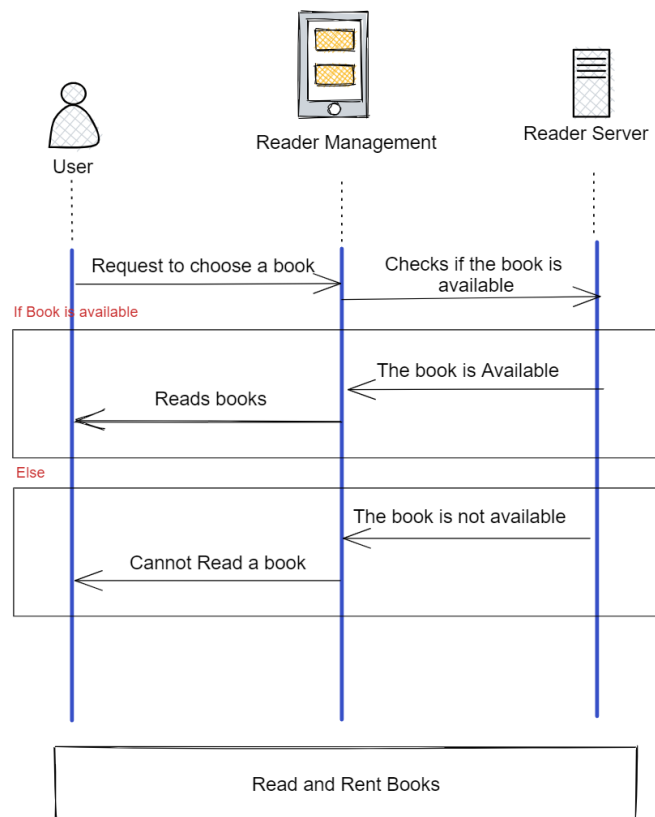 User
Reader Management
Reader Server
Request to choose a book
Checks if the book is
available
If Book is available
The book is Available
Reads books
Else
The book is not available
Cannot Read a book
Read and Rent Books